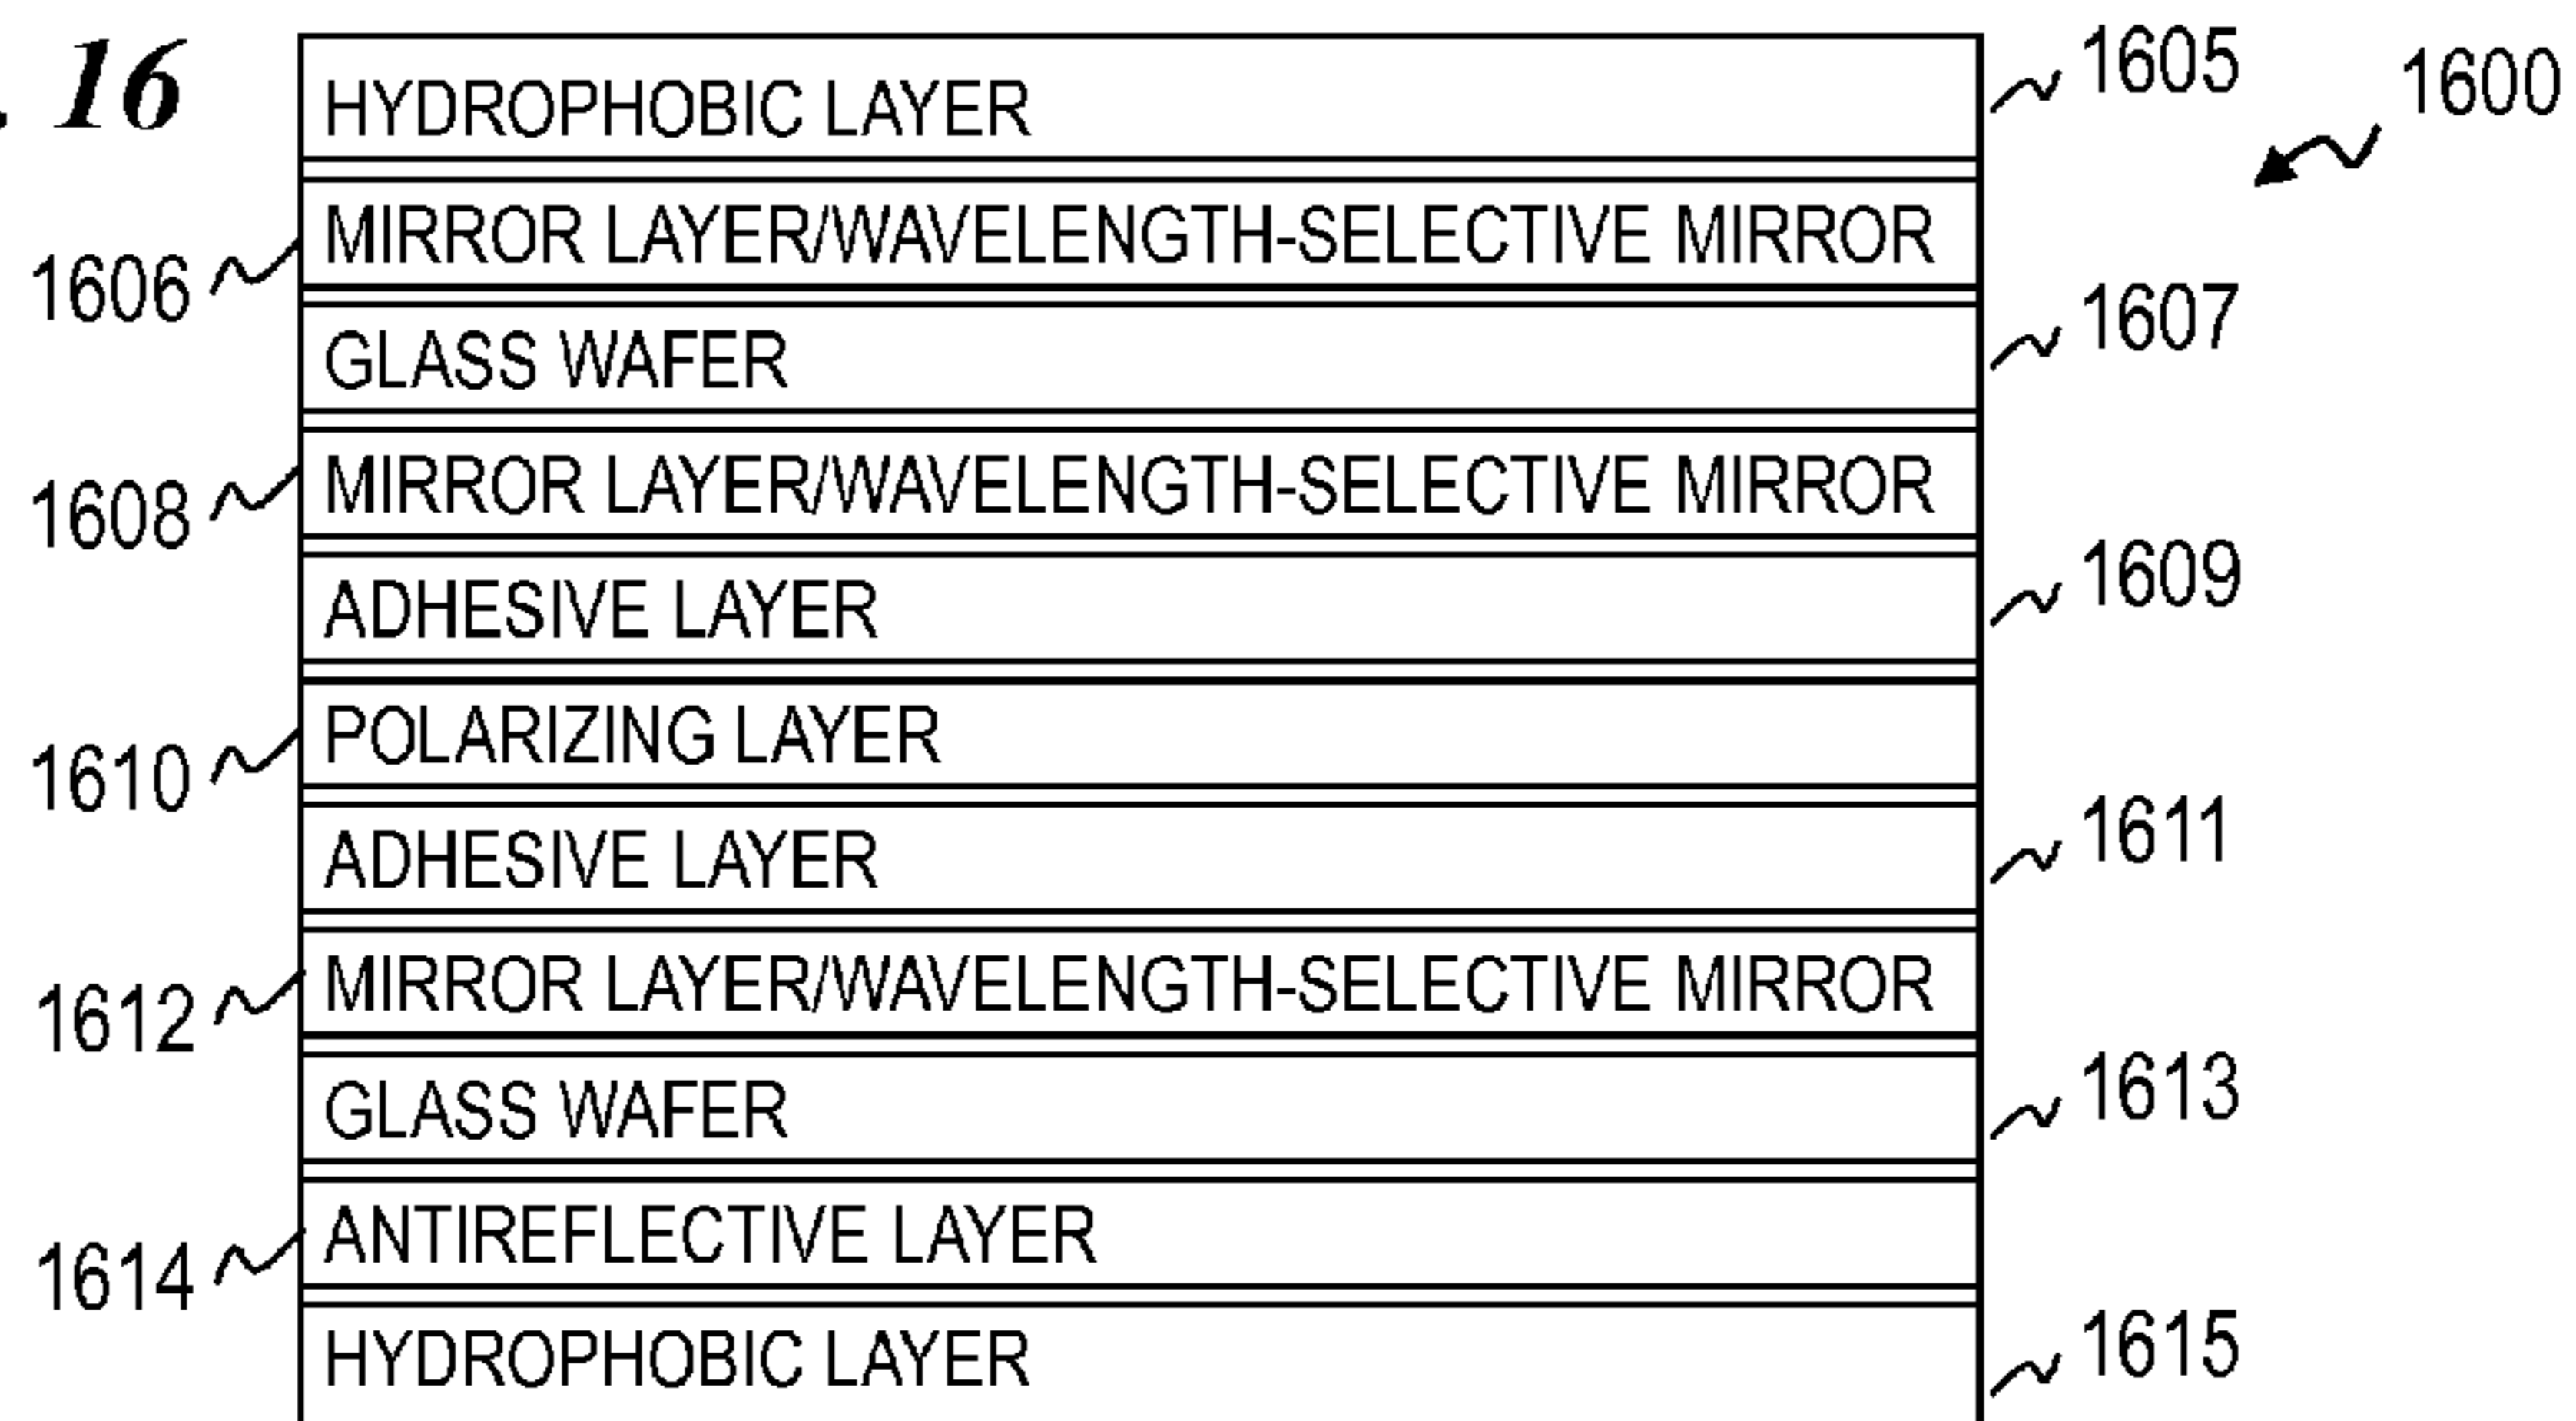 . 16
HYDROPHOBIC LAYER 1605
1600
1606 MIRROR LAYER/WAVELENGTH-SELECTIVE MIRROR
GLASS WAFER 1607
1608 MIRROR LAYER/WAVELENGTH-SELECTIVE MIRROR
ADHESIVE LAYER 1609
1610 POLARIZING LAYER
ADHESIVE LAYER 1611
1612 MIRROR LAYER/WAVELENGTH-SELECTIVE MIRROR
GLASS WAFER 1613
1614 ANTIREFLECTIVE LAYER
HYDROPHOBIC LAYER 1615